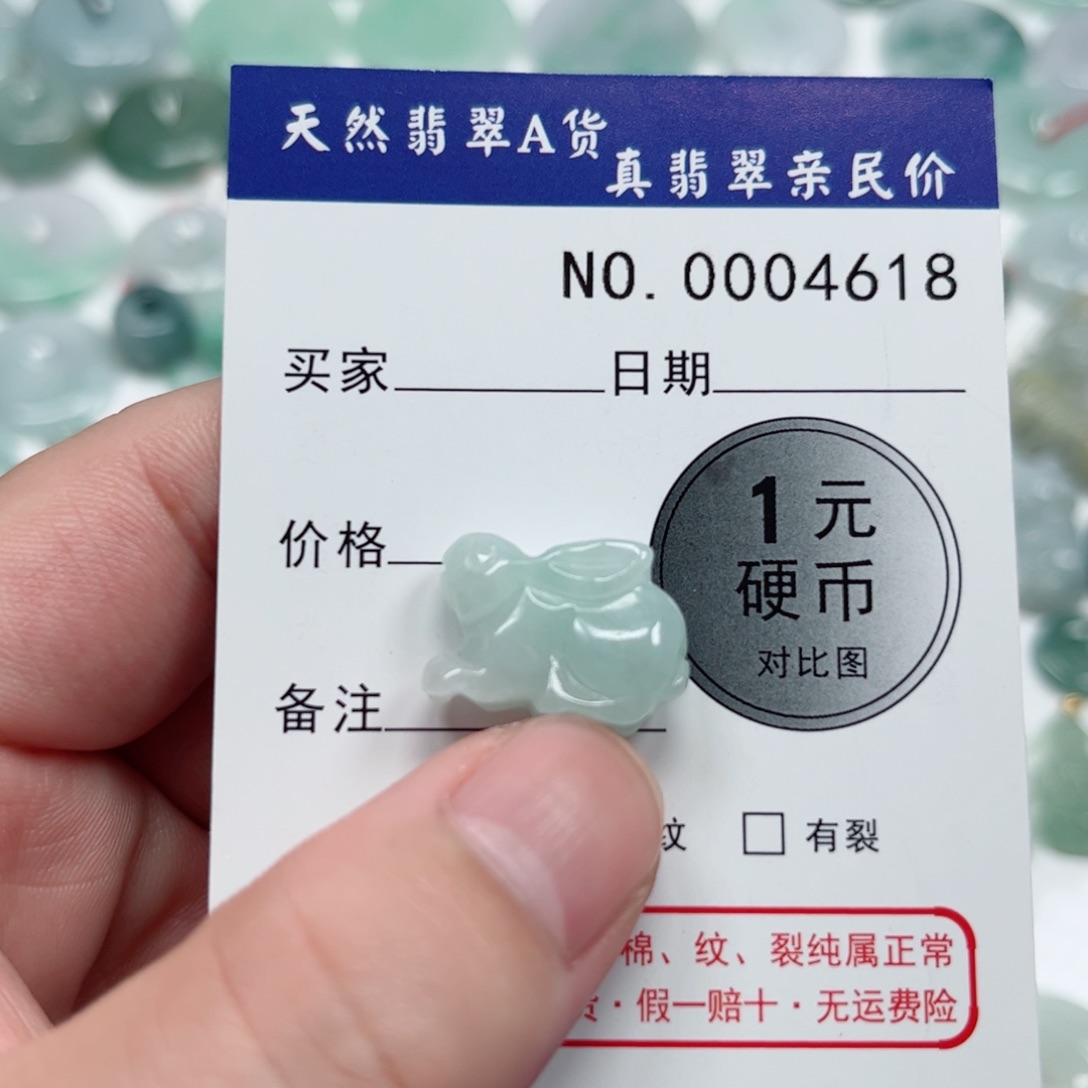 天然翡翠A货
真翡翠亲民价
NO. 0004618
买家 日期
1元
硬币
对比图
价格
备注
纹 有裂
棉、纹、裂纯属正常
货·假一赔十·无运费险